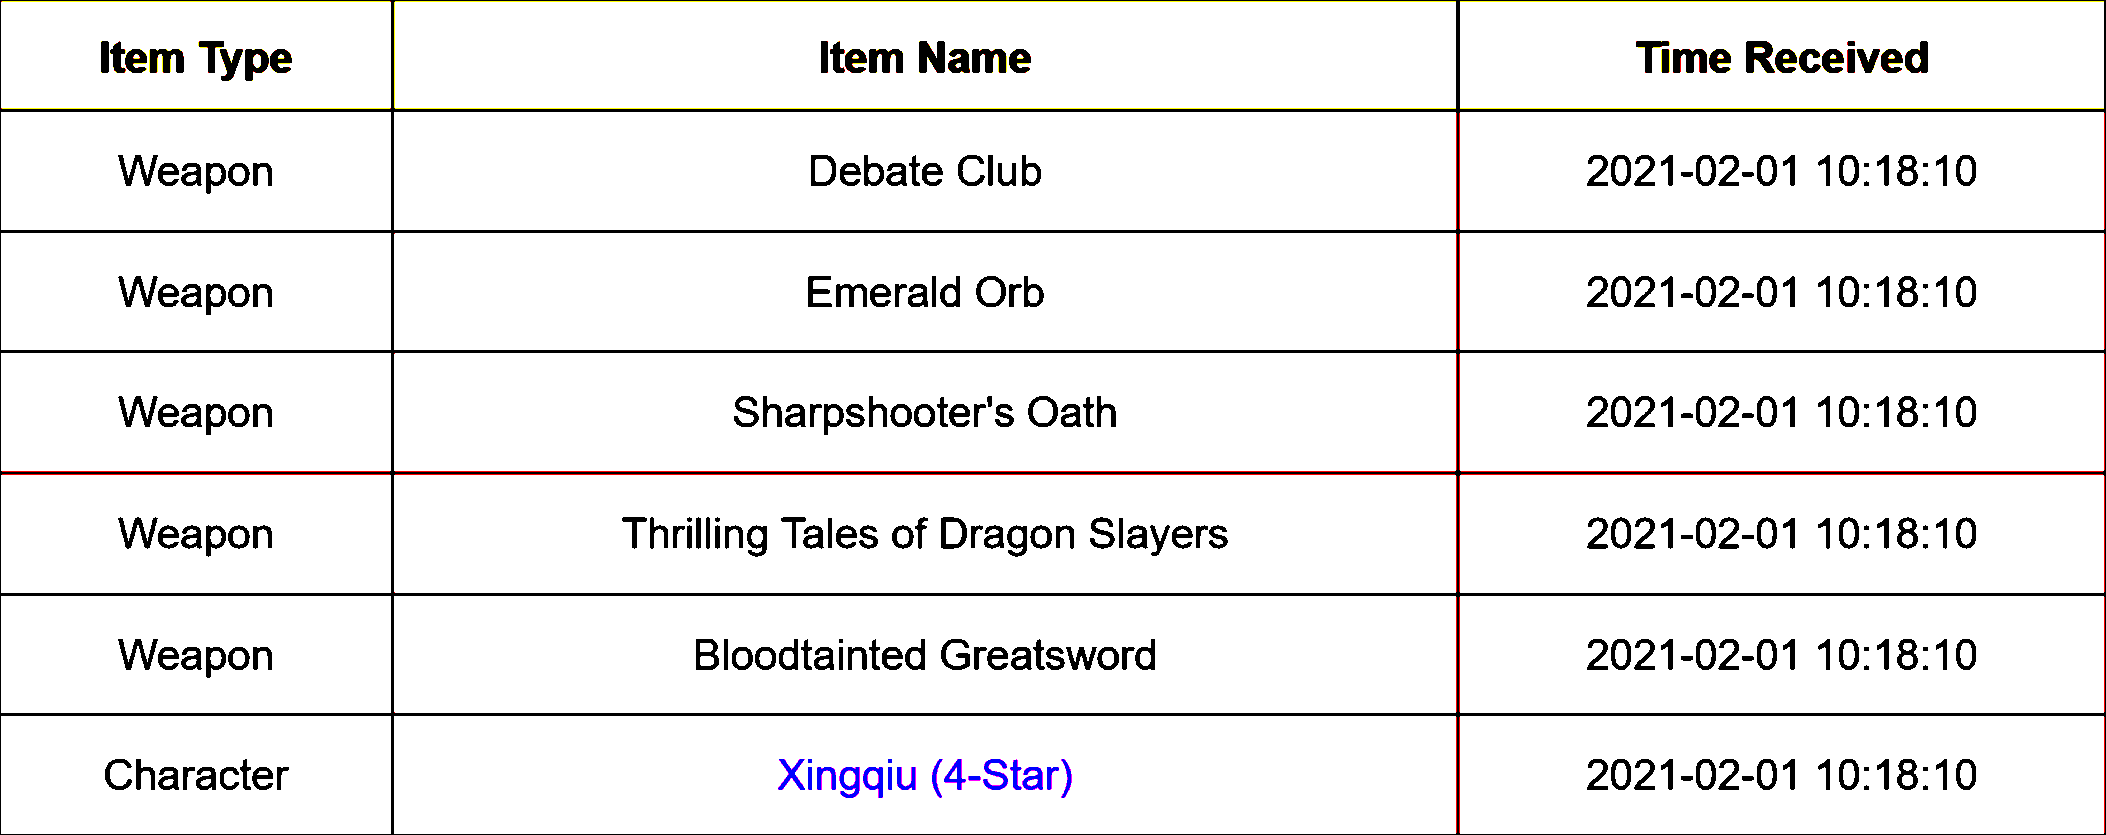 Item Type Item Name Time Received
Weapon Debate Club 2021-02-01 10:18:10
Weapon Emerald Orb 2021-02-01 10:18:10
Weapon Sharpshooter's Oath 2021-02-01 10:18:10
Weapon Thrilling Tales of Dragon Slayers 2021-02-01 10:18:10
Weapon Bloodtainted Greatsword 2021-02-01 10:18:10
Character Xingqiu (4-Star) 2021-02-01 10:18:10